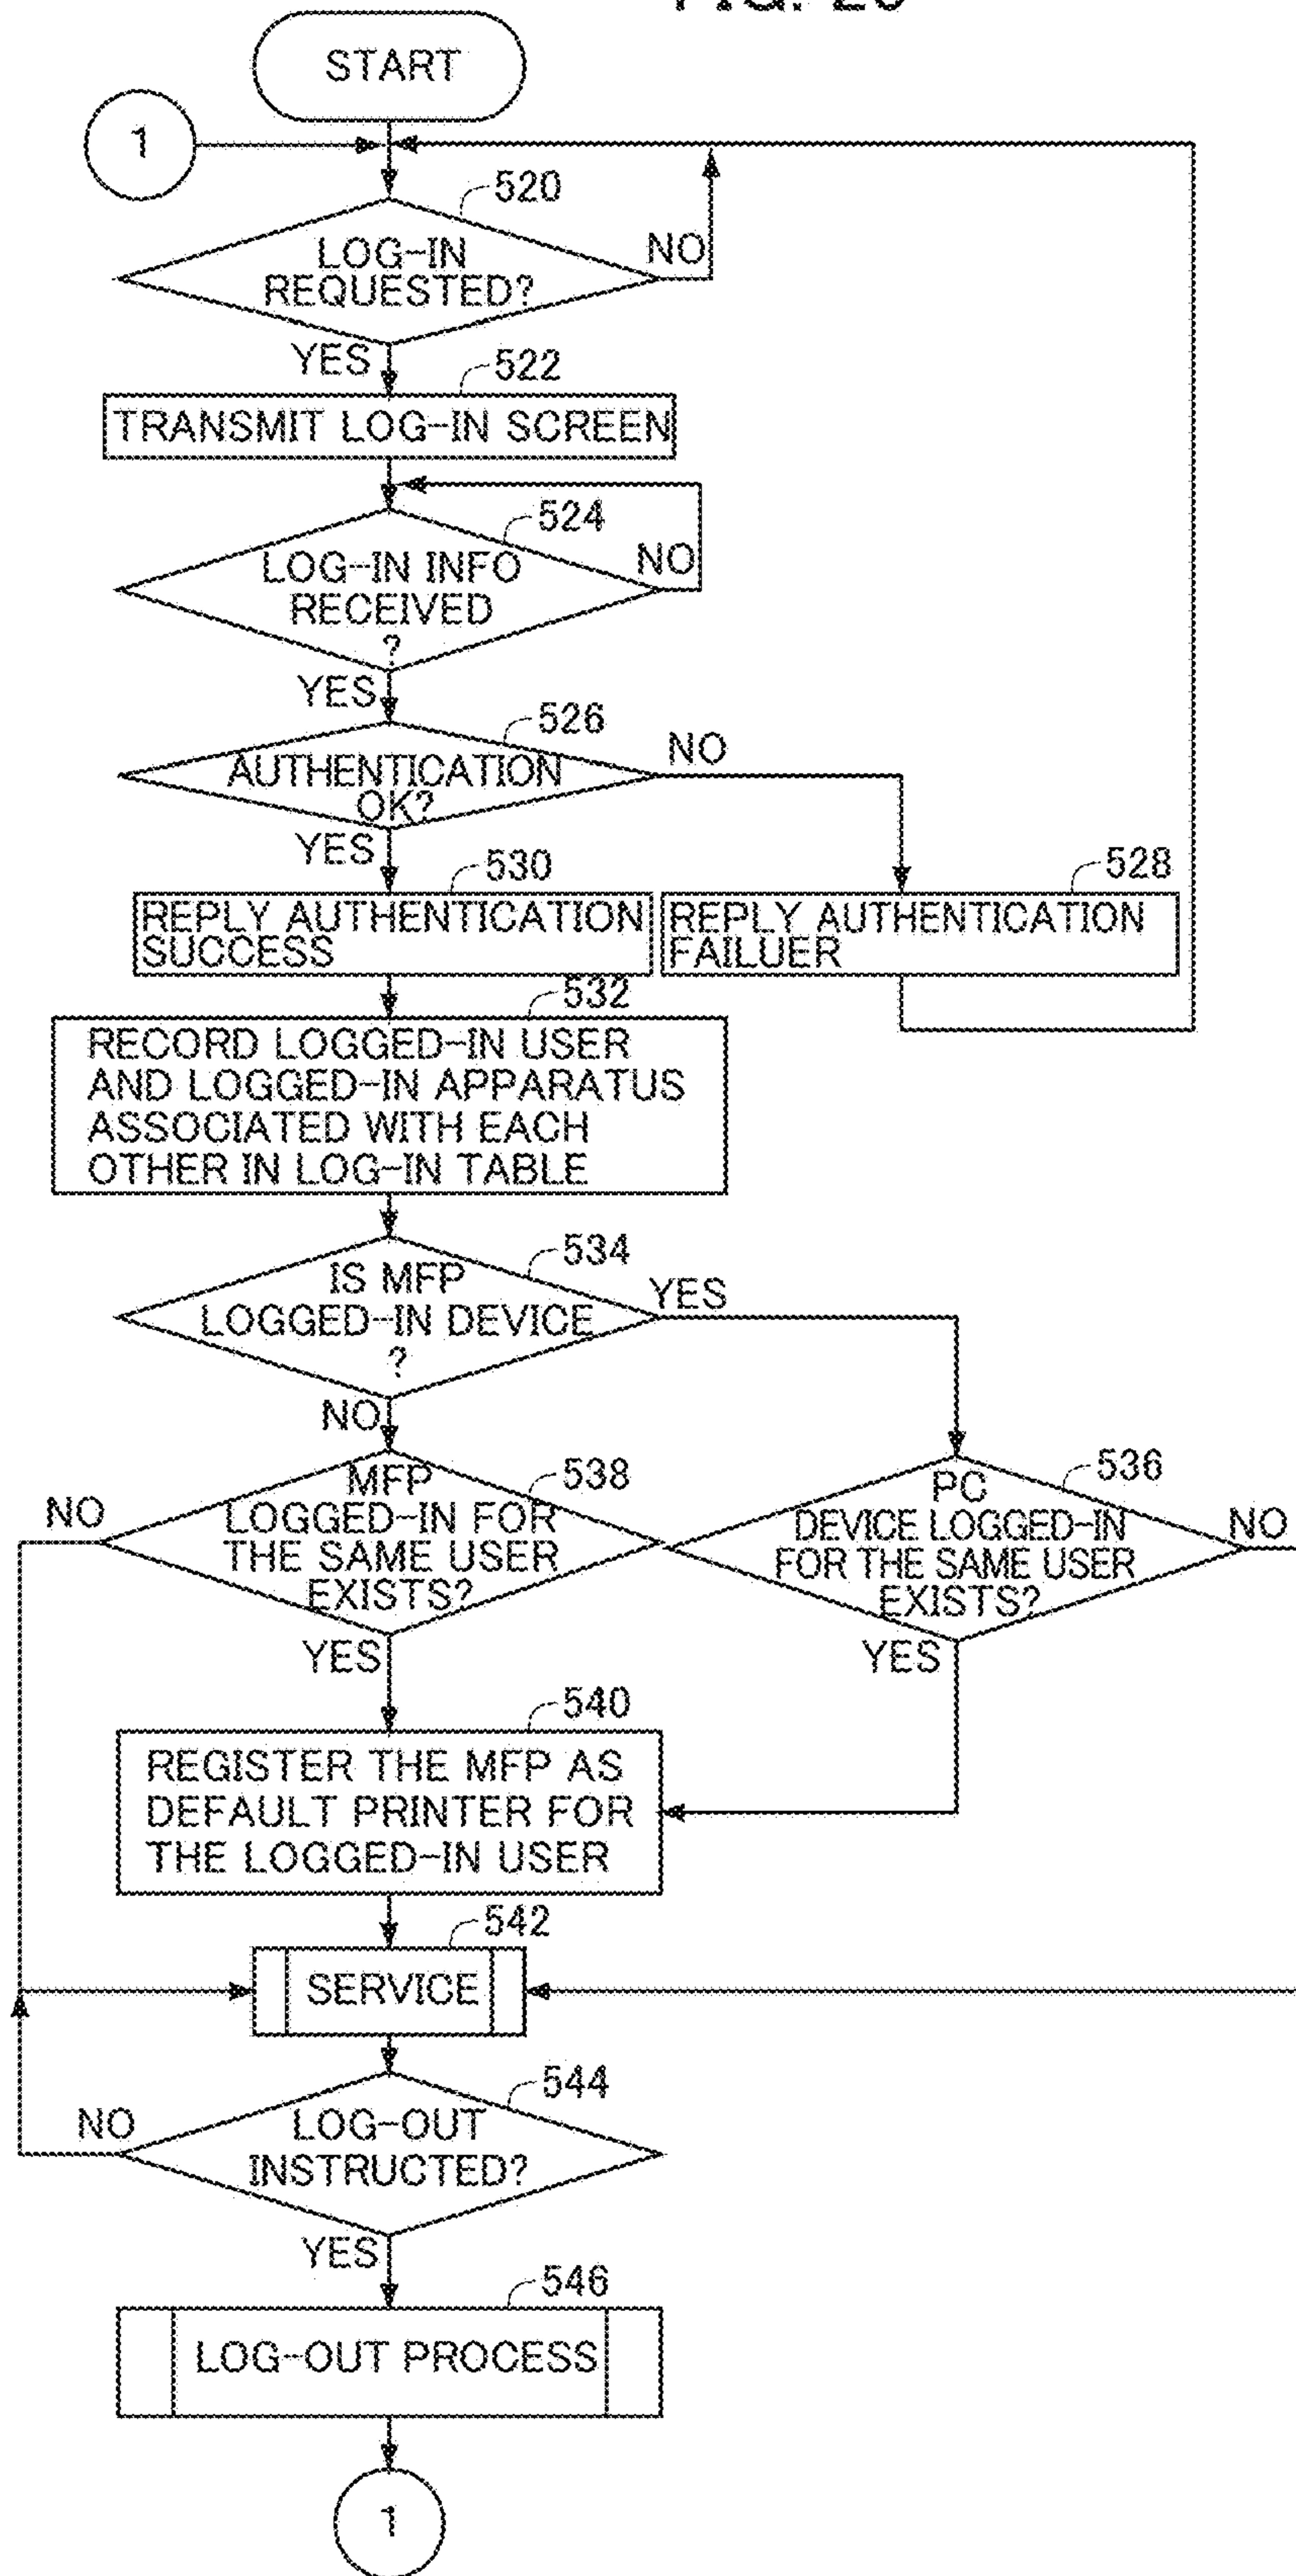 START
1
520
LOG-IN
REQUESTED?
NO
YES
522
TRANSMIT LOG-IN SCREEN
524
LOG-IN INFO
RECEIVED
?
NO
YES
526
AUTHENTICATION
OK?
NO
YES
530
REPLY AUTHENTICATION
SUCCESS
528
REPLY AUTHENTICATION
FAILUER
532
RECORD LOGGED-IN USER
AND LOGGED-IN APPARATUS
ASSOCIATED WITH EACH
OTHER IN LOG-IN TABLE
534
IS MFP
LOGGED-IN DEVICE
?
YES
NO
538
MFP
LOGGED-IN FOR
THE SAME USER
EXISTS?
NO
YES
536
PC
DEVICE LOGGED-IN
FOR THE SAME USER
EXISTS?
NO
YES
540
REGISTER THE MFP AS
DEFAULT PRINTER FOR
THE LOGGED-IN USER
542
SERVICE
544
LOG-OUT
INSTRUCTED?
NO
YES
546
LOG-OUT PROCESS
1